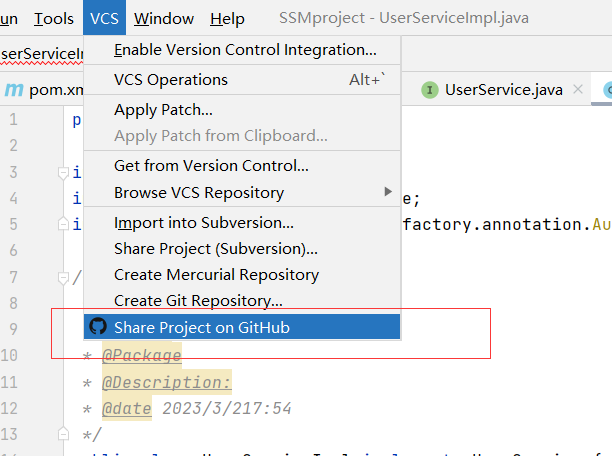 un Tools VCS Window Help SSMproject - UserServiceImpl.java
serServiceIm
Enable Version Control Integration...
m pom.xm
VCS Operations Alt+`
I UserService.java
1 p
Apply Patch...
2
Apply Patch from Clipboard...
3 i
Get from Version Control...
4 i
Browse VCS Repository
e;
5 i
Import into Subversion...
factory.annotation.Au
6
Share Project (Subversion)...
7 /
Create Mercurial Repository
8
Create Git Repository...
9
Share Project on GitHub
10 * @Package
11 * @Description:
12 * @date 2023/3/217:54
13 */